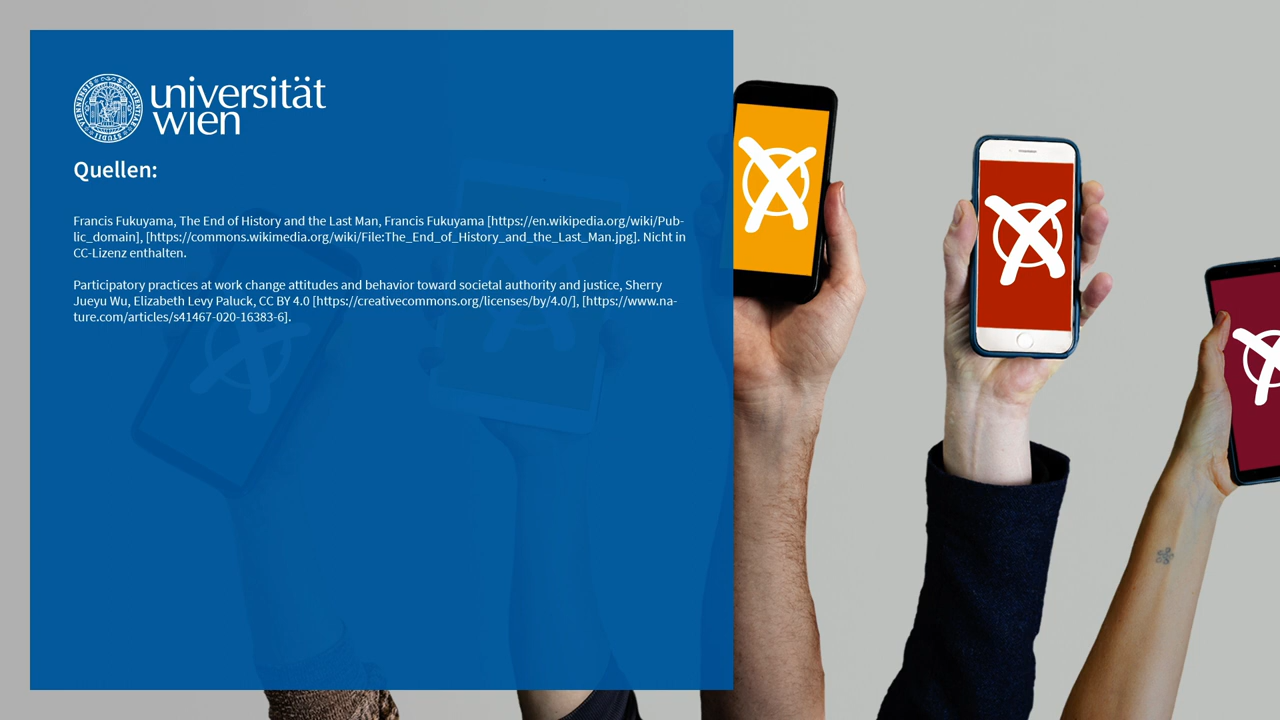 universität
wien
Quellen:
Francis Fukuyama, The End of History and the Last Man, Francis Fukuyama [https://en.wikipedia.org/wiki/Pub-
lic_domain], [https://commons.wikimedia.org/wiki/File:The_End_of_History_and_the_Last_Man.jpg]. Nicht in
CC-Lizenz enthalten.
Participatory practices at work change attitudes and behavior toward societal authority and justice, Sherry
Jueyu Wu, Elizabeth Levy Paluck, CC BY 4.0 [https://creativecommons.org/licenses/by/4.0/], [https://www.na-
ture.com/articles/s41467-020-16383-6].